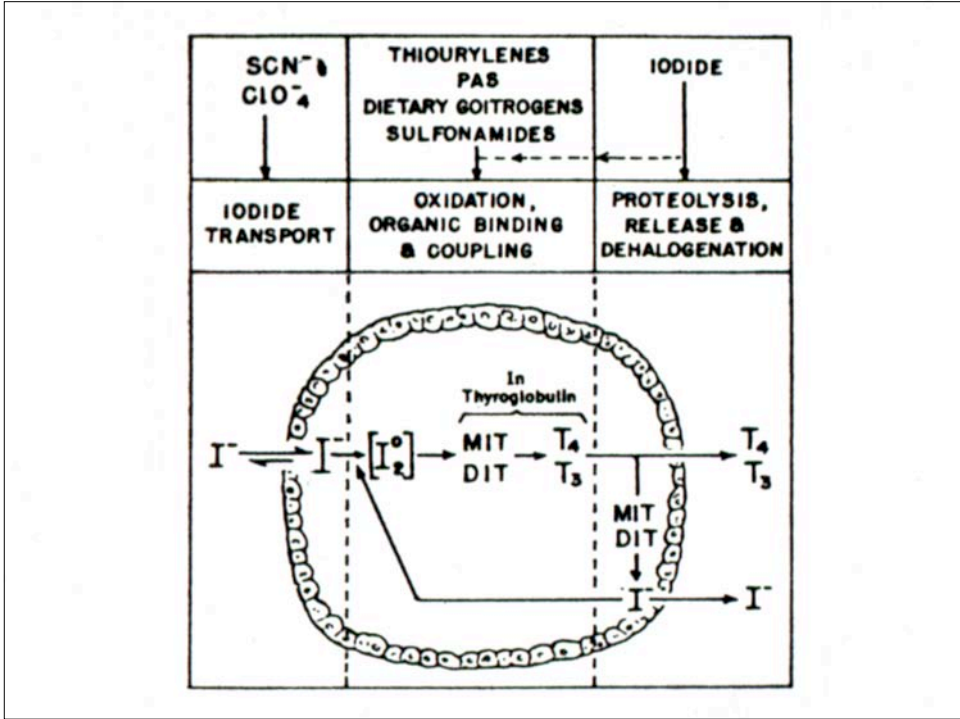 SCN⁻
ClO⁻₄
THIOURYLENES
PAS
DIETARY GOITROGENS
SULFONAMIDES
IODIDE
IODIDE
TRANSPORT
OXIDATION,
ORGANIC BINDING
& COUPLING
PROTEOLYSIS,
RELEASE &
DEHALOGENATION
In
Thyroglobulin
I⁻
I⁻
[I⁰₂]
MIT
DIT
T₄
T₃
T₄
T₃
MIT
DIT
I⁻
I⁻